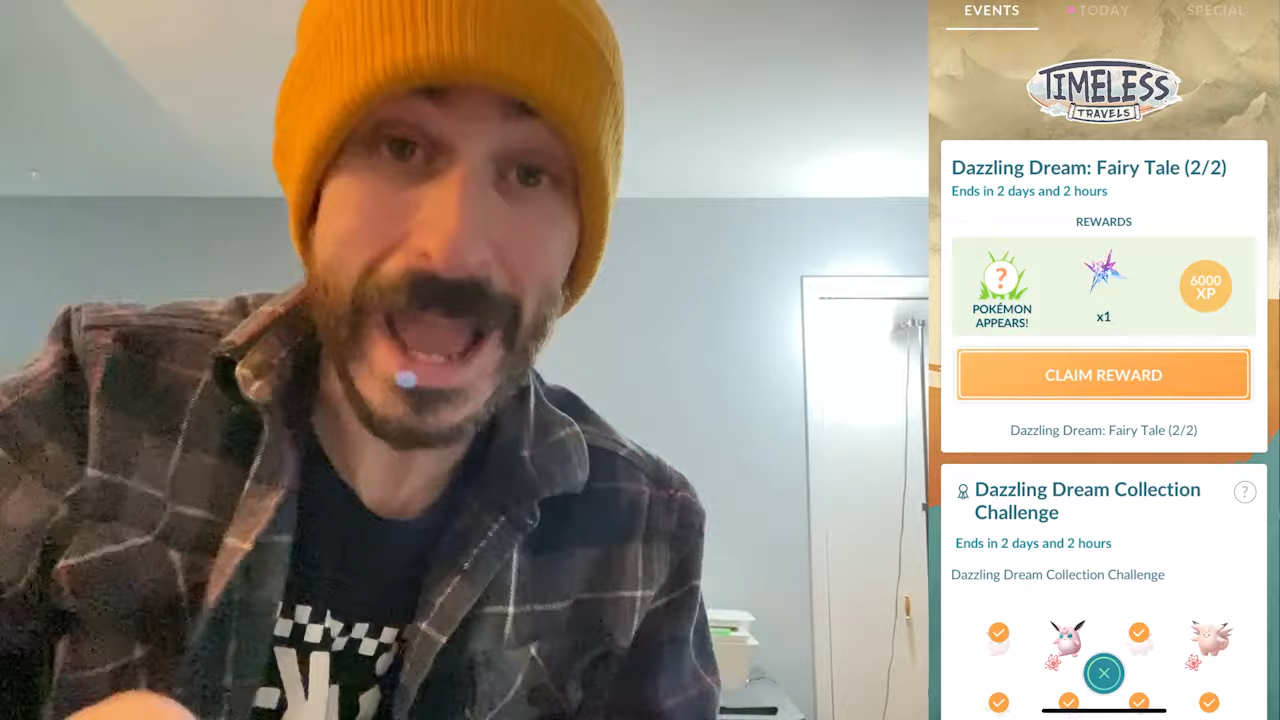 EVENTS
TODAY
SPECIAL
TIMELESS
TRAVELS
Dazzling Dream: Fairy Tale (2/2)
Ends in 2 days and 2 hours
REWARDS
?
POKÉMON
APPEARS!
x1
6000
XP
CLAIM REWARD
Dazzling Dream: Fairy Tale (2/2)
Dazzling Dream Collection
Challenge
?
Ends in 2 days and 2 hours
Dazzling Dream Collection Challenge